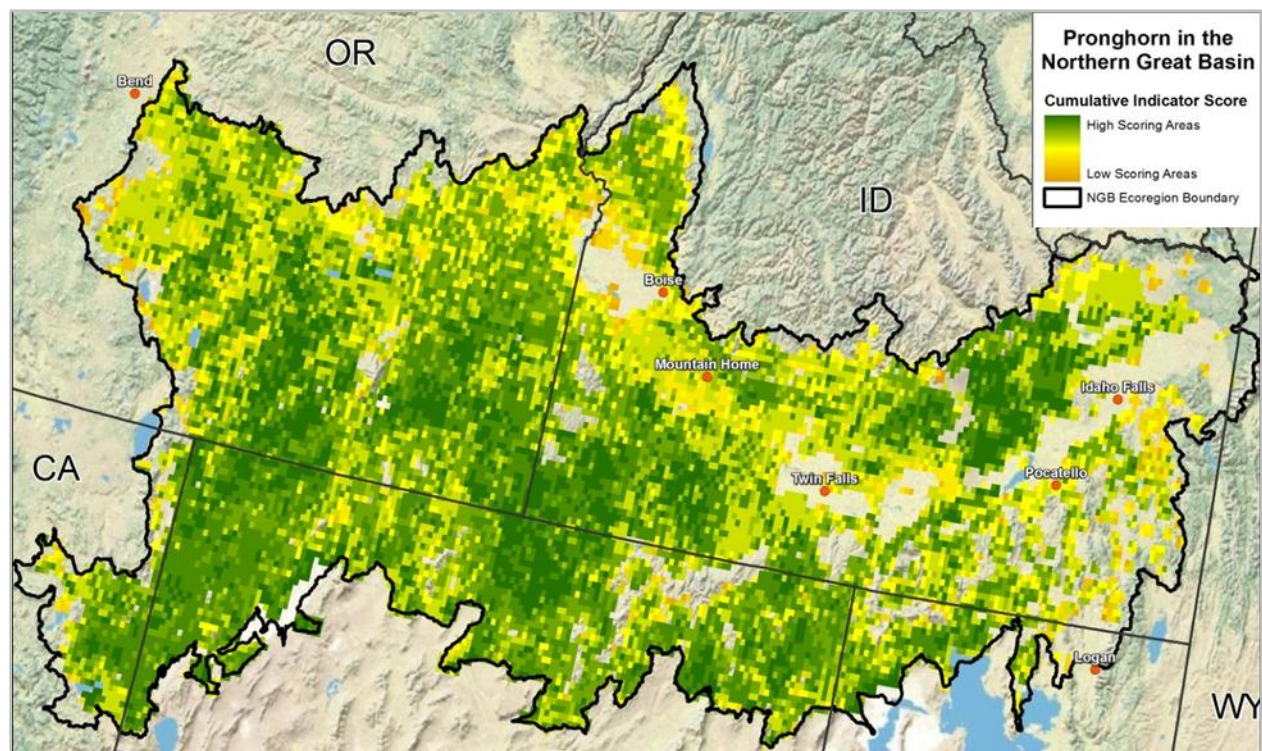 Pronghorn in the
Northern Great Basin
Cumulative Indicator Score
High Scoring Areas
Low Scoring Areas
NGB Ecoregion Boundary
OR
Bend
ID
Boise
Mountain Home
Idaho Falls
CA
Twin Falls
Pocatello
Logan
WY